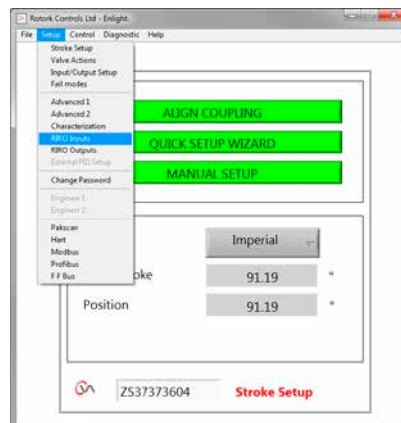 Rotork Controls Ltd - Enlight.
File Setup Control Diagnostic Help
Stroke Setup
Valve Actions
Input/Output Setup
Fail modes
Advanced 1
Advanced 2
Characterization
RIRO Inputs
RIRO Outputs
External PID Setup
Change Password
Engineer 1
Engineer 2
Pakscan
Hart
Modbus
Profibus
F F Bus
ALIGN COUPLING
QUICK SETUP WIZARD
MANUAL SETUP
Imperial
oke 91.19 °
Position 91.19 °
ZS37373604 Stroke Setup